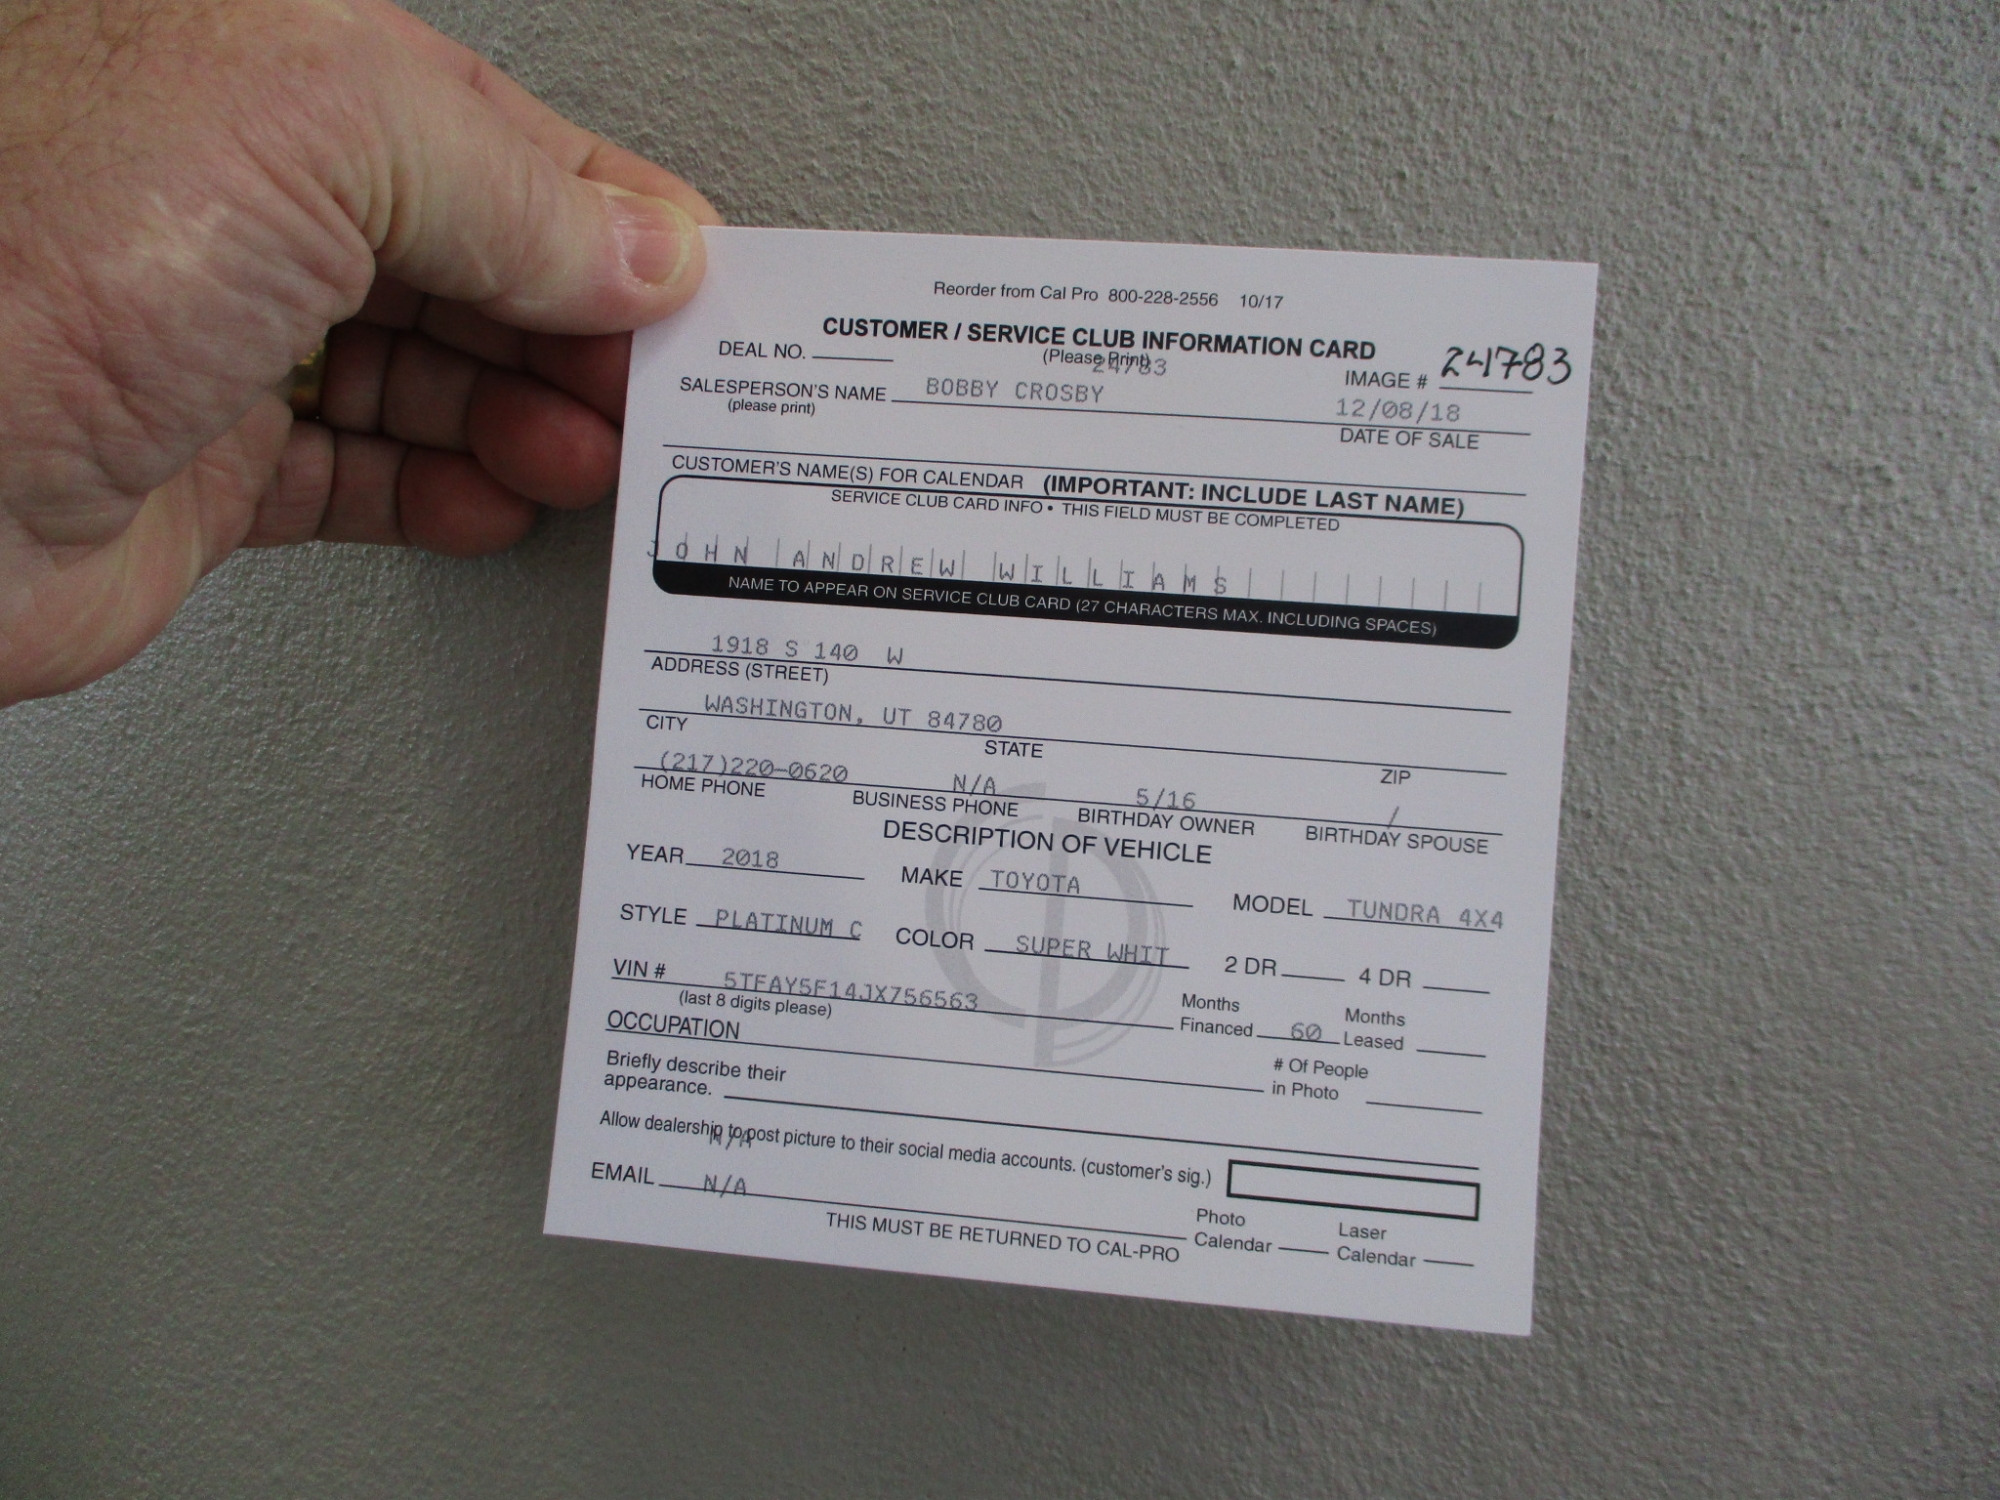 Reorder from Cal Pro 800-228-2556 10/17
CUSTOMER / SERVICE CLUB INFORMATION CARD
DEAL NO. (Please Print) 24783 IMAGE # 24783
SALESPERSON'S NAME BOBBY CROSBY 12/08/18
(please print) DATE OF SALE
CUSTOMER'S NAME(S) FOR CALENDAR (IMPORTANT: INCLUDE LAST NAME)
SERVICE CLUB CARD INFO • THIS FIELD MUST BE COMPLETED
JOHN ANDREW WILLIAMS
NAME TO APPEAR ON SERVICE CLUB CARD (27 CHARACTERS MAX. INCLUDING SPACES)
1918 S 140 W
ADDRESS (STREET)
WASHINGTON, UT 84780
CITY STATE ZIP
(217)220-0620 N/A 5/16 /
HOME PHONE BUSINESS PHONE BIRTHDAY OWNER BIRTHDAY SPOUSE
DESCRIPTION OF VEHICLE
YEAR 2018 MAKE TOYOTA MODEL TUNDRA 4X4
STYLE PLATINUM C COLOR SUPER WHIT 2 DR 4 DR
VIN # 5TFAY5F14JX756563
(last 8 digits please) Months Financed 60 Months Leased
OCCUPATION
# Of People in Photo
Briefly describe their
appearance.
Allow dealership to post picture to their social media accounts. (customer's sig.)
N/A
EMAIL N/A
Photo Calendar Laser Calendar
THIS MUST BE RETURNED TO CAL-PRO